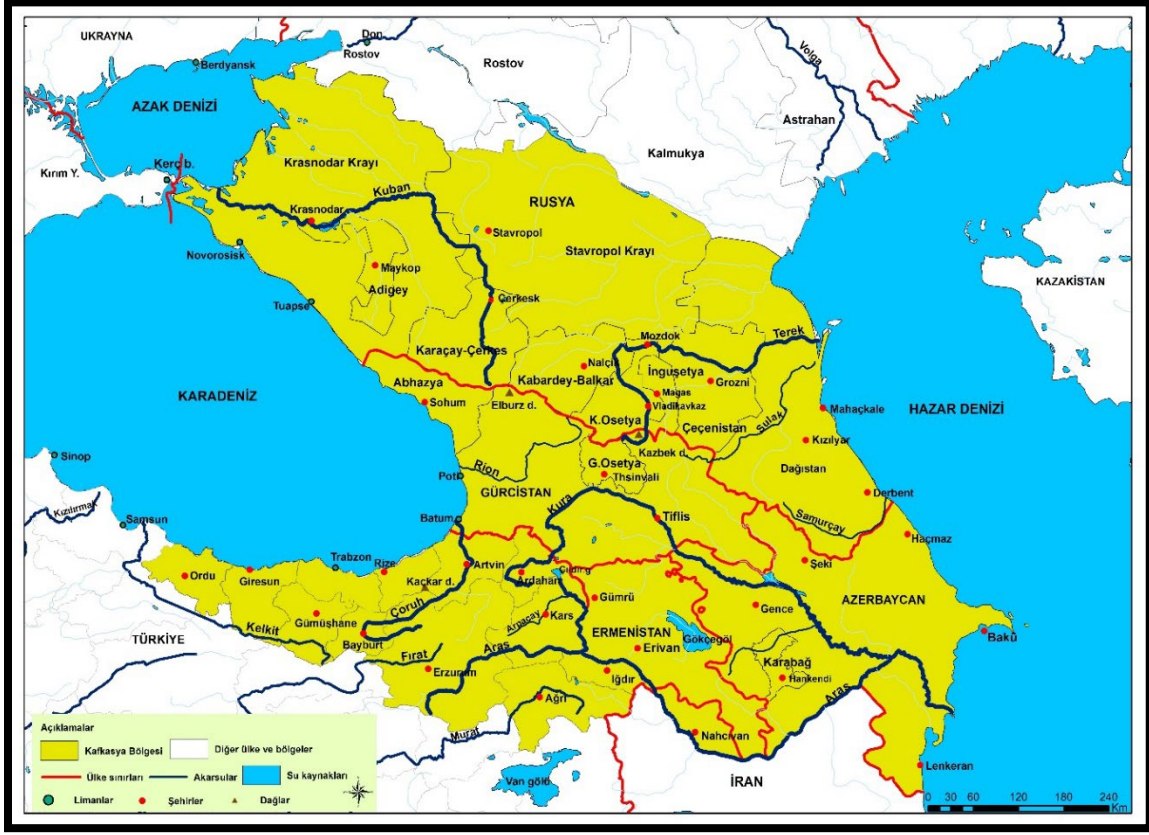 UKRAYNA
Don
Rostov
Rostov
Volga
Berdyansk
AZAK DENİZİ
Astrahan
Kalmukya
Kerç b.
Kırım Y.
Krasnodar Krayı
Kuban
RUSYA
Krasnodar
Stavropol
Stavropol Krayı
Novorosisk
Maykop
Adigey
KAZAKİSTAN
Tuapse
Çerkesk
Mozdok
Terek
Karaçay-Çerkes
Nalçik
İnguşetya
Abhazya
Kabardey-Balkar
Grozni
KARADENİZ
Elburz d.
Magas
Sohum
Vladikavkaz
Mahaçkale
HAZAR DENİZİ
K.Osetya
Çeçenistan
Sulak
Kızılyar
Kazbek d.
Sinop
Rion
G.Osetya
Dağıstan
Poti
Thsinvali
GÜRCİSTAN
Derbent
Kızılırmak
Kura
Samurçay
Samsun
Batum
Tiflis
Haçmaz
Trabzon
Rize
Artvin
Şeki
Ordu
Giresun
Kaçkar d.
Ardahan
Çıldır g
Gümrü
Gence
AZERBAYCAN
Gümüşhane
Çoruh
Arpaçay
Kars
ERMENİSTAN
Gökçegöl
Bakü
TÜRKİYE
Kelkit
Bayburt
Erivan
Karabağ
Fırat
Aras
Erzurum
Iğdır
Hankendi
Aras
Ağrı
Murat
Nahcivan
Lenkeran
Van gölü
İRAN
Açıklamalar
Kafkasya Bölgesi
Diğer ülke ve bölgeler
Ülke sınırları
Akarsular
Su kaynakları
Limanlar
Şehirler
Dağlar
0 30 60 120 180 240
Km